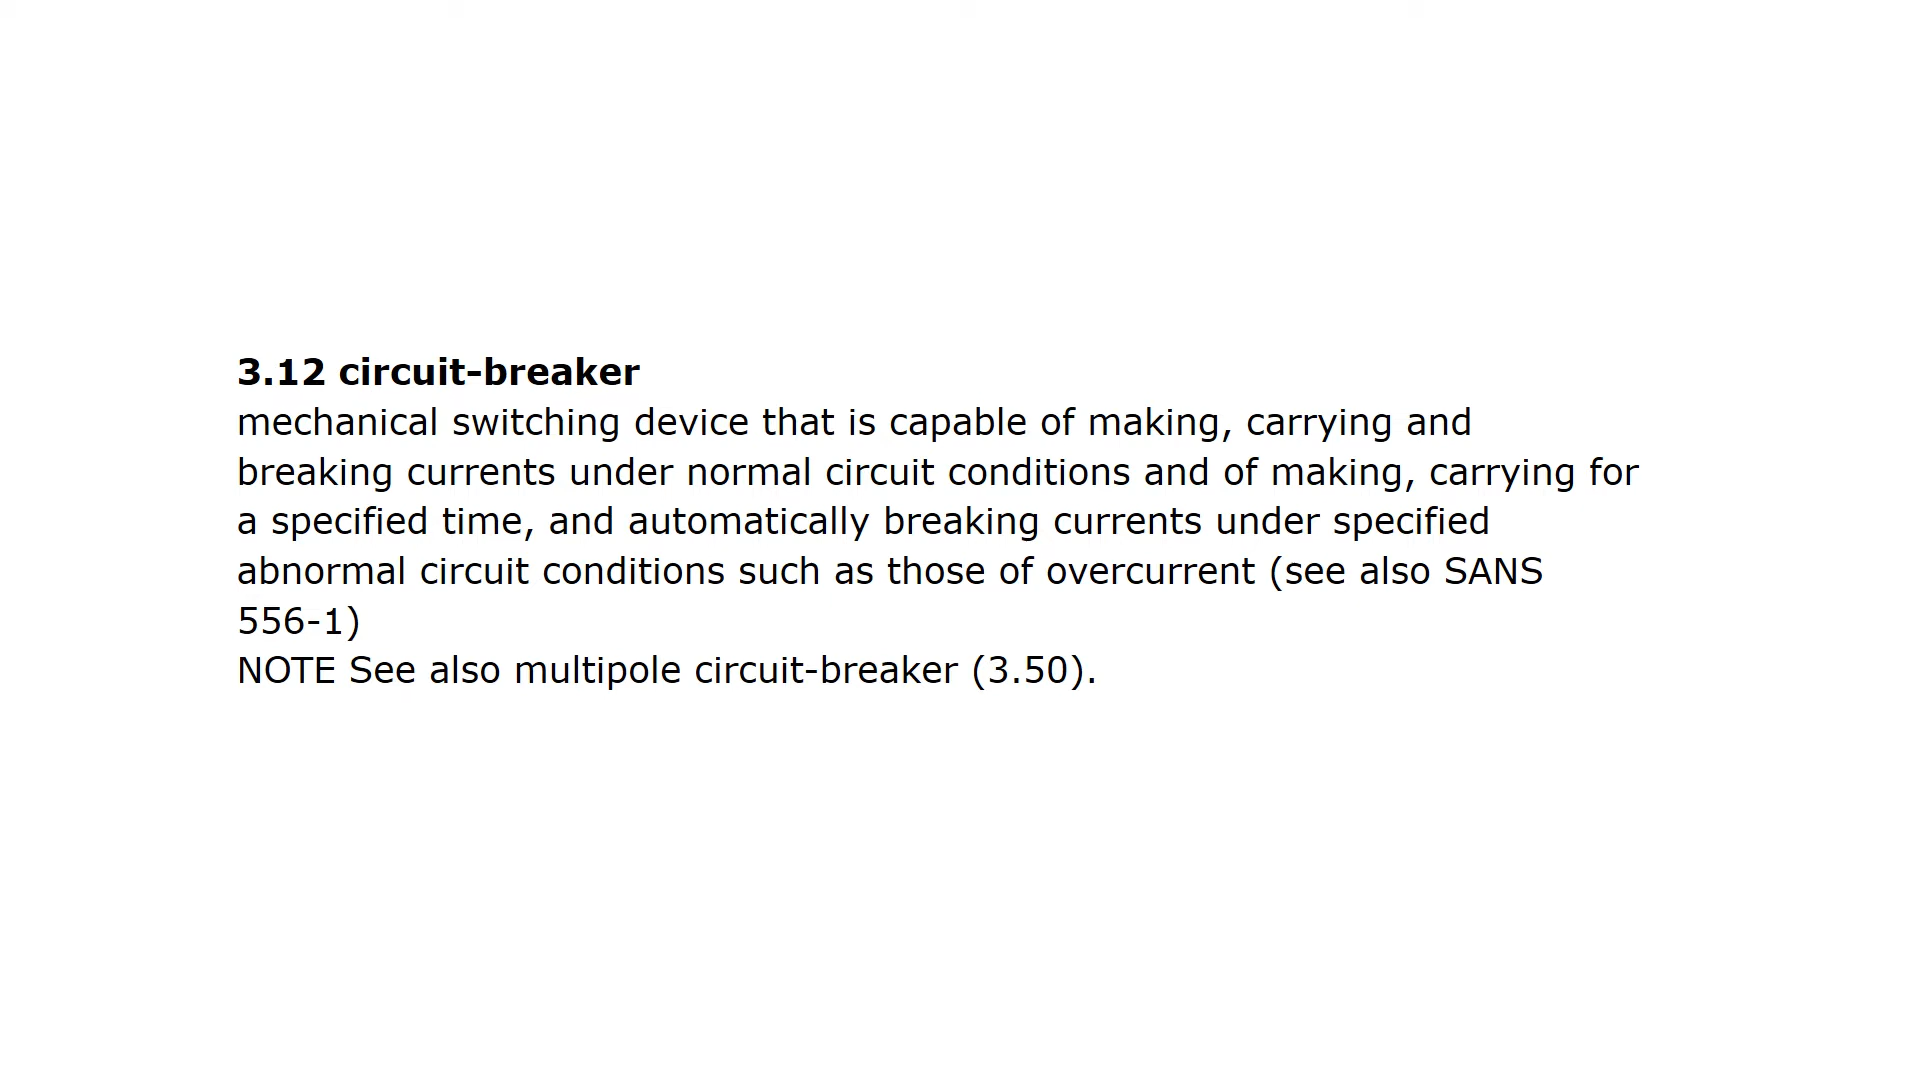 3.12 circuit-breaker
mechanical switching device that is capable of making, carrying and
breaking currents under normal circuit conditions and of making, carrying for
a specified time, and automatically breaking currents under specified
abnormal circuit conditions such as those of overcurrent (see also SANS
556-1)
NOTE See also multipole circuit-breaker (3.50).